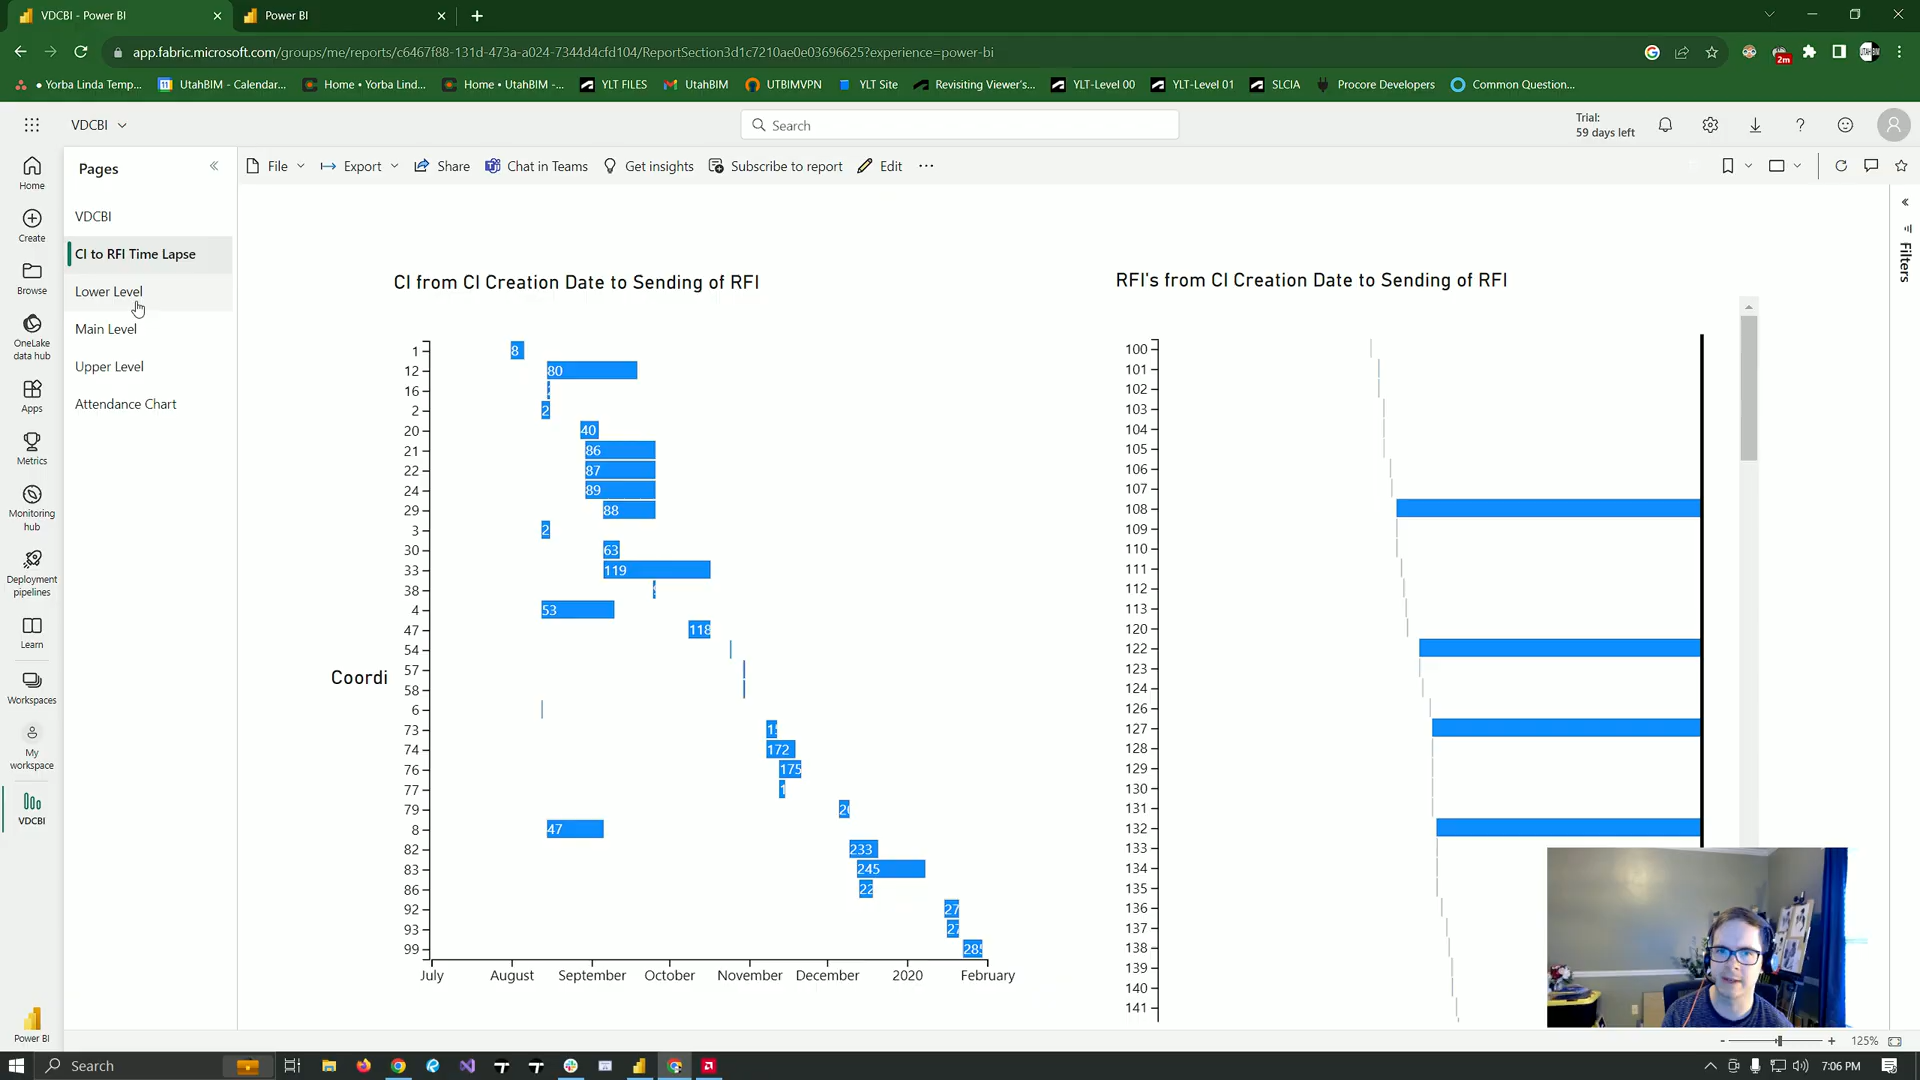 VDCBI - Power BI
Power BI
app.fabric.microsoft.com/groups/me/reports/c6467f88-131d-473a-a024-7344d4cfd104/ReportSection3d1c7210ae0e03696625?experience=power-bi
2m
• Yorba Linda Temp...
UtahBIM - Calendar...
Home • Yorba Lind...
Home • UtahBIM -...
YLT FILES
UtahBIM
UTBIMVPN
YLT Site
Revisiting Viewer's...
YLT-Level 00
YLT-Level 01
SLCIA
Procore Developers
Common Question...
VDCBI
Search
Trial:
59 days left
Pages
File
Export
Share
Chat in Teams
Get insights
Subscribe to report
Edit
Home
Create
Browse
OneLake
data hub
Apps
Metrics
Monitoring
hub
Deployment
pipelines
Learn
Workspaces
My
workspace
VDCBI
Power BI
VDCBI
CI to RFI Time Lapse
Lower Level
Main Level
Upper Level
Attendance Chart
Filters
CI from CI Creation Date to Sending of RFI
Coordi
1 8
12 80
16
2 2
20 40
21 86
22 87
24 89
29 88
3 2
30 63
33 119
38
4 53
47 118
54
57
58
6
73
74 172
76 175
77
79
8 47
82 233
83 245
86 22
92 27
93
99
July August September October November December 2020 February
RFI's from CI Creation Date to Sending of RFI
100
101
102
103
104
105
106
107
108
109
110
111
112
113
120
122
123
124
126
127
128
129
130
131
132
133
134
135
136
137
138
139
140
141
125%
Search
7:06 PM